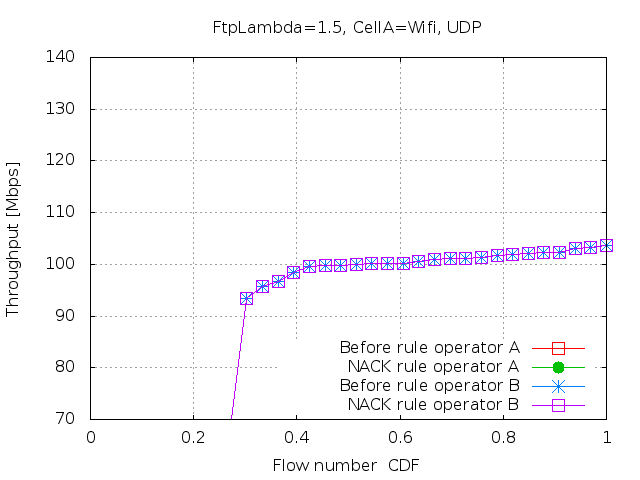 FtpLambda=1.5, CellA=Wifi, UDP
140
130
120
110
100
90
80
70
Throughput [Mbps]
Before rule operator A
NACK rule operator A
Before rule operator B
NACK rule operator B
0 0.2 0.4 0.6 0.8 1
Flow number  CDF